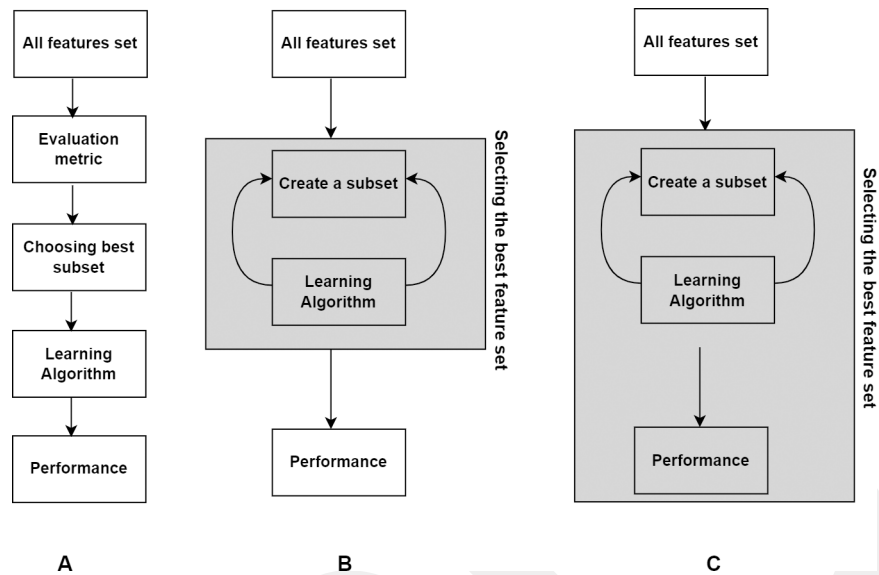 All features set
Evaluation
metric
Choosing best
subset
Learning
Algorithm
Performance
A
All features set
Create a subset
Learning
Algorithm
Selecting the best feature set
Performance
B
All features set
Create a subset
Learning
Algorithm
Performance
Selecting the best feature set
C